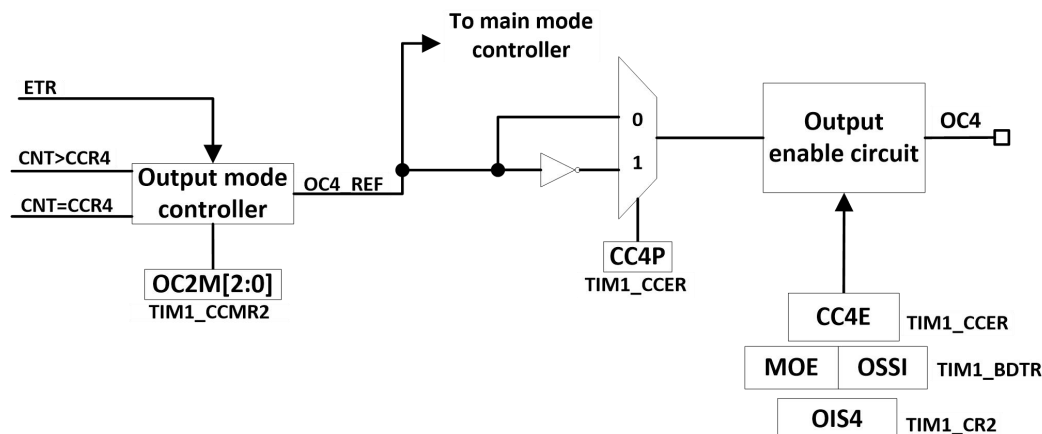 To main mode
controller
ETR
CNT>CCR4
CNT=CCR4
Output mode
controller
OC4_REF
OC2M[2:0]
TIM1_CCMR2
0
1
CC4P
TIM1_CCER
Output
enable circuit
OC4
CC4E
TIM1_CCER
MOE
OSSI
TIM1_BDTR
OIS4
TIM1_CR2